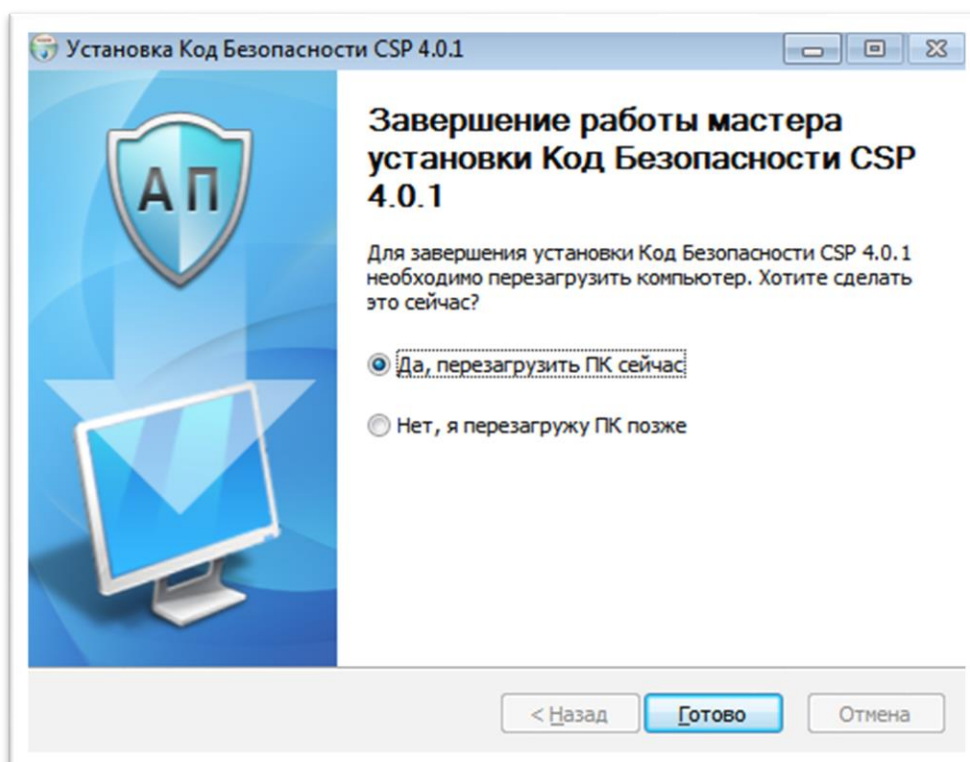 Установка Код Безопасности CSP 4.0.1
АП
Завершение работы мастера
установки Код Безопасности CSP
4.0.1
Для завершения установки Код Безопасности CSP 4.0.1
необходимо перезагрузить компьютер. Хотите сделать
это сейчас?
Да, перезагрузить ПК сейчас
Нет, я перезагружу ПК позже
< Назад Готово Отмена